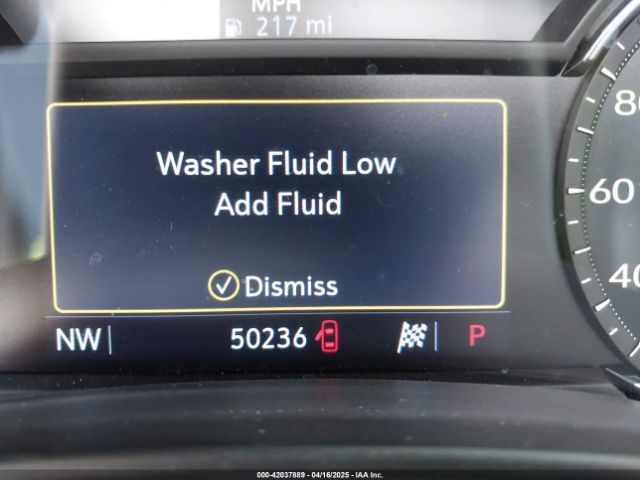 MPH
217 mi
Washer Fluid Low
Add Fluid
Dismiss
NW 50236 P
80
60
40
000-42037889 - 04/16/2025 - IAA Inc.